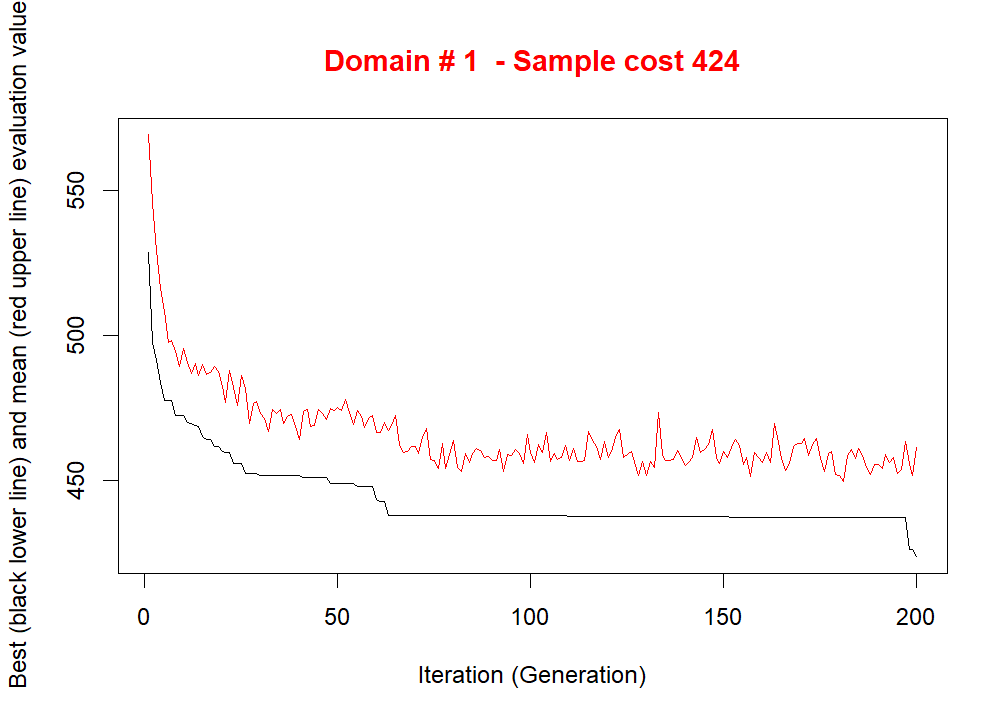 Domain # 1  - Sample cost 424
Best (black lower line) and mean (red upper line) evaluation value
550
500
450
0 50 100 150 200
Iteration (Generation)